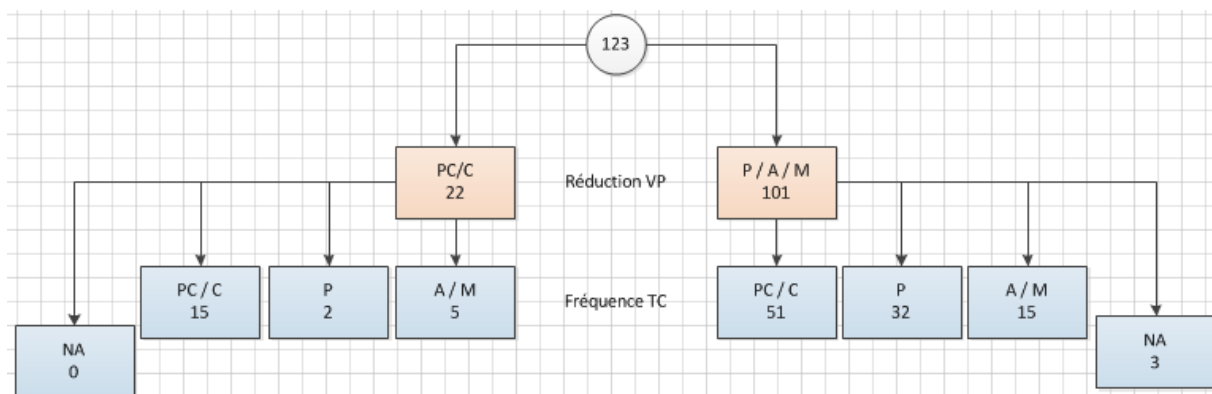 123
PC/C
22
Réduction VP
P / A / M
101
PC / C
15
P
2
A / M
5
Fréquence TC
PC / C
51
P
32
A / M
15
NA
0
NA
3